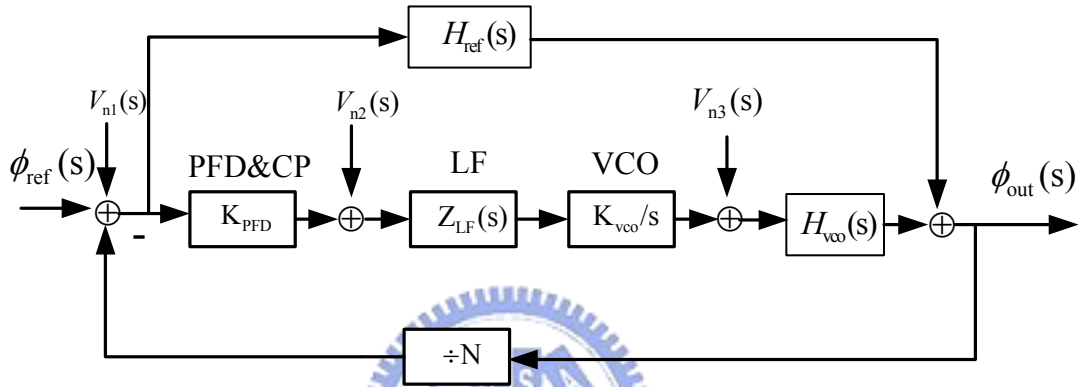 H_ref(s)
V_n1(s)
V_n2(s)
V_n3(s)
ϕ_ref(s)
PFD&CP
LF
VCO
ϕ_out(s)
K_PFD
Z_LF(s)
K_vco/s
H_vco(s)
-
÷N